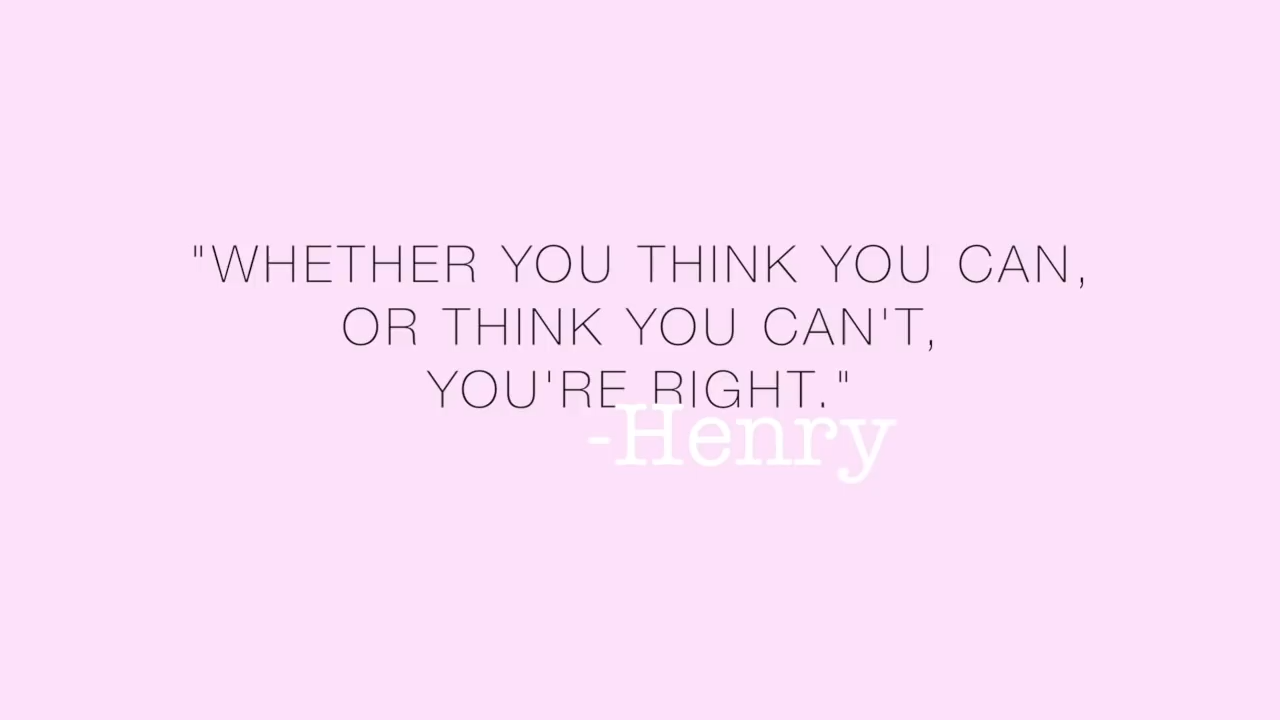 "WHETHER YOU THINK YOU CAN,
OR THINK YOU CAN'T,
YOU'RE RIGHT."
-Henry